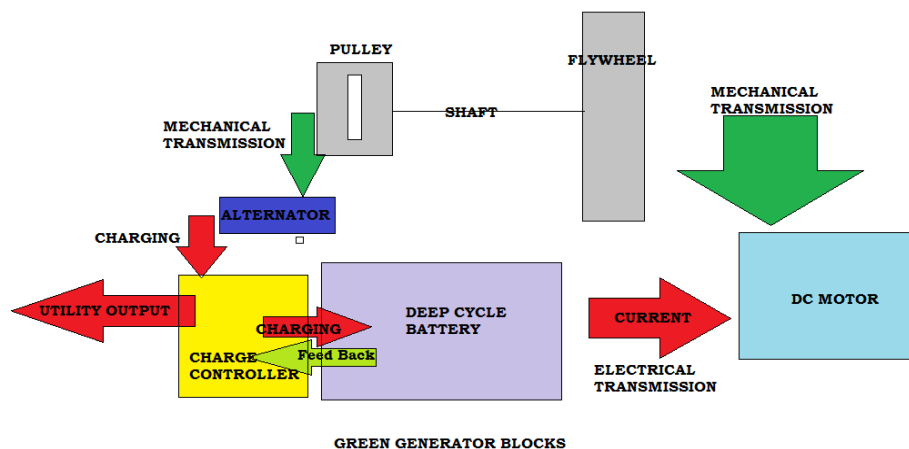 PULLEY
FLYWHEEL
MECHANICAL
TRANSMISSION
SHAFT
MECHANICAL
TRANSMISSION
ALTERNATOR
CHARGING
UTILITY OUTPUT
CHARGING
DEEP CYCLE
BATTERY
CURRENT
DC MOTOR
Feed Back
CHARGE
CONTROLLER
ELECTRICAL
TRANSMISSION
GREEN GENERATOR BLOCKS